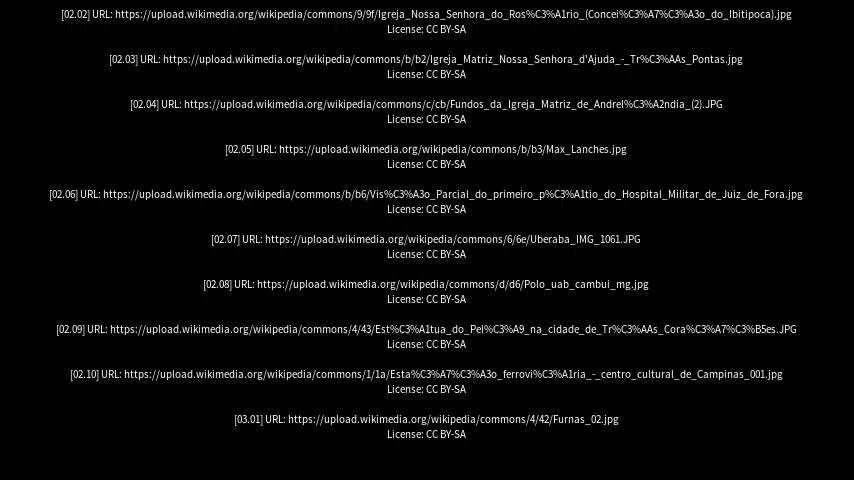 [02.02] URL: https://upload.wikimedia.org/wikipedia/commons/9/9f/Igreja_Nossa_Senhora_do_Ros%C3%A1rio_(Concei%C3%A7%C3%A3o_do_Ibitipoca).jpg
License: CC BY-SA
[02.03] URL: https://upload.wikimedia.org/wikipedia/commons/b/b2/Igreja_Matriz_Nossa_Senhora_d'Ajuda_-_Tr%C3%AAs_Pontas.jpg
License: CC BY-SA
[02.04] URL: https://upload.wikimedia.org/wikipedia/commons/c/cb/Fundos_da_Igreja_Matriz_de_Andrel%C3%A2ndia_(2).JPG
License: CC BY-SA
[02.05] URL: https://upload.wikimedia.org/wikipedia/commons/b/b3/Max_Lanches.jpg
License: CC BY-SA
[02.06] URL: https://upload.wikimedia.org/wikipedia/commons/b/b6/Vis%C3%A3o_Parcial_do_primeiro_p%C3%A1tio_do_Hospital_Militar_de_Juiz_de_Fora.jpg
License: CC BY-SA
[02.07] URL: https://upload.wikimedia.org/wikipedia/commons/6/6e/Uberaba_IMG_1061.JPG
License: CC BY-SA
[02.08] URL: https://upload.wikimedia.org/wikipedia/commons/d/d6/Polo_uab_cambui_mg.jpg
License: CC BY-SA
[02.09] URL: https://upload.wikimedia.org/wikipedia/commons/4/43/Est%C3%A1tua_do_Pel%C3%A9_na_cidade_de_Tr%C3%AAs_Cora%C3%A7%C3%B5es.JPG
License: CC BY-SA
[02.10] URL: https://upload.wikimedia.org/wikipedia/commons/1/1a/Esta%C3%A7%C3%A3o_ferrovi%C3%A1ria_-_centro_cultural_de_Campinas_001.jpg
License: CC BY-SA
[03.01] URL: https://upload.wikimedia.org/wikipedia/commons/4/42/Furnas_02.jpg
License: CC BY-SA